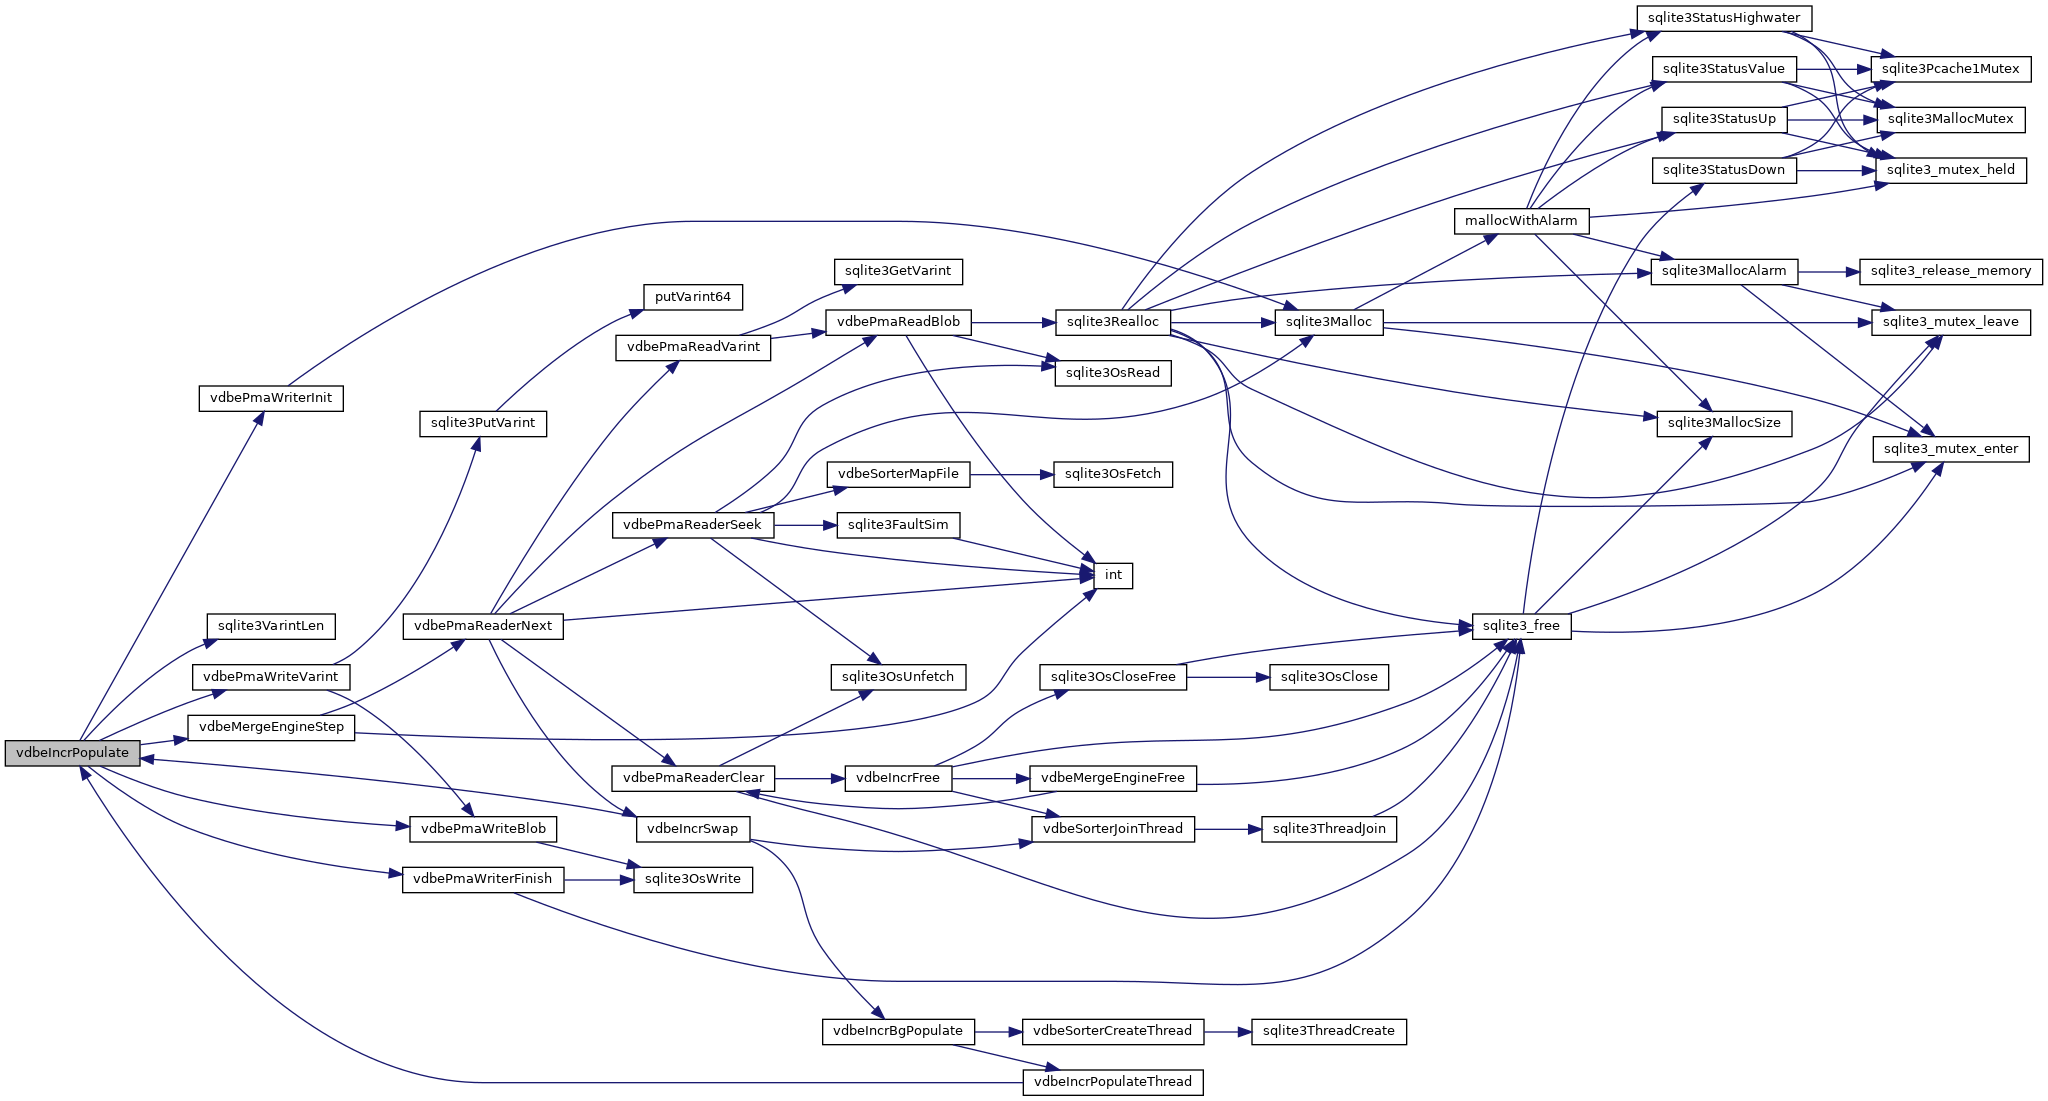 sqlite3StatusHighwater
sqlite3StatusValue
sqlite3Pcache1Mutex
sqlite3StatusUp
sqlite3MallocMutex
sqlite3StatusDown
sqlite3_mutex_held
mallocWithAlarm
sqlite3GetVarint
sqlite3MallocAlarm
sqlite3_release_memory
putVarint64
vdbePmaReadBlob
sqlite3Realloc
sqlite3Malloc
sqlite3_mutex_leave
vdbePmaReadVarint
sqlite3OsRead
vdbePmaWriterInit
sqlite3PutVarint
sqlite3MallocSize
sqlite3_mutex_enter
vdbeSorterMapFile
sqlite3OsFetch
vdbePmaReaderSeek
sqlite3FaultSim
int
sqlite3VarintLen
vdbePmaReaderNext
sqlite3_free
vdbePmaWriteVarint
sqlite3OsUnfetch
sqlite3OsCloseFree
sqlite3OsClose
vdbeMergeEngineStep
vdbeIncrPopulate
vdbePmaReaderClear
vdbeIncrFree
vdbeMergeEngineFree
vdbePmaWriteBlob
vdbeIncrSwap
vdbeSorterJoinThread
sqlite3ThreadJoin
vdbePmaWriterFinish
sqlite3OsWrite
vdbeIncrBgPopulate
vdbeSorterCreateThread
sqlite3ThreadCreate
vdbeIncrPopulateThread